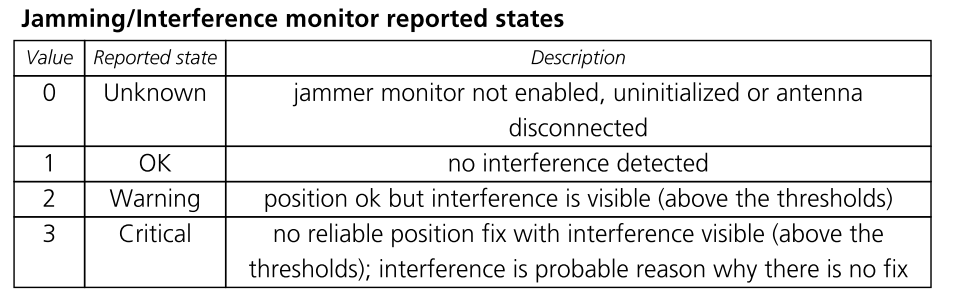 Jamming/Interference monitor reported states
Value Reported state Description
0 Unknown jammer monitor not enabled, uninitialized or antenna
disconnected
1 OK no interference detected
2 Warning position ok but interference is visible (above the thresholds)
3 Critical no reliable position fix with interference visible (above the
thresholds); interference is probable reason why there is no fix